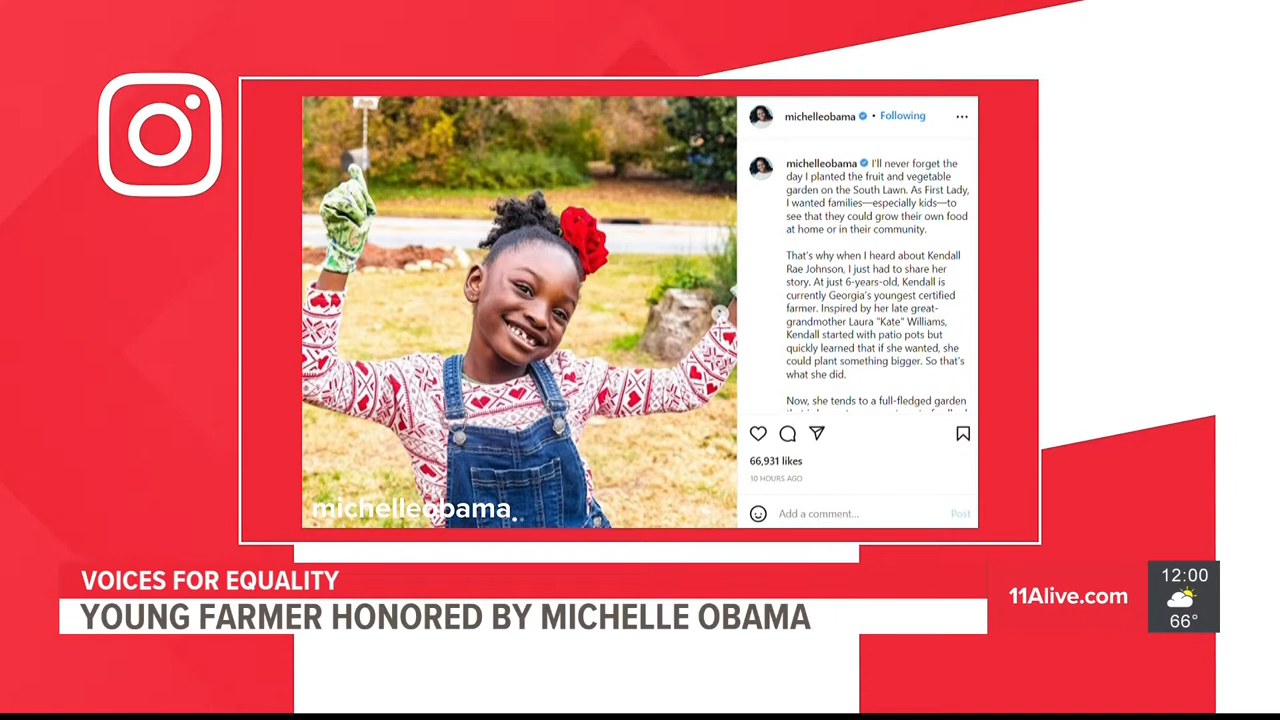 michelleobama • Following
michelleobama I'll never forget the
day I planted the fruit and vegetable
garden on the South Lawn. As First Lady,
I wanted families—especially kids—to
see that they could grow their own food
at home or in their community.
That's why when I heard about Kendall
Rae Johnson, I just had to share her
story. At just 6-years-old, Kendall is
currently Georgia's youngest certified
farmer. Inspired by her late great-
grandmother Laura "Kate" Williams,
Kendall started with patio pots but
quickly learned that if she wanted, she
could plant something bigger. So that's
what she did.
Now, she tends to a full-fledged garden
66,931 likes
10 HOURS AGO
Add a comment... Post
michelleobama
VOICES FOR EQUALITY
YOUNG FARMER HONORED BY MICHELLE OBAMA
11Alive.com
12:00
66°